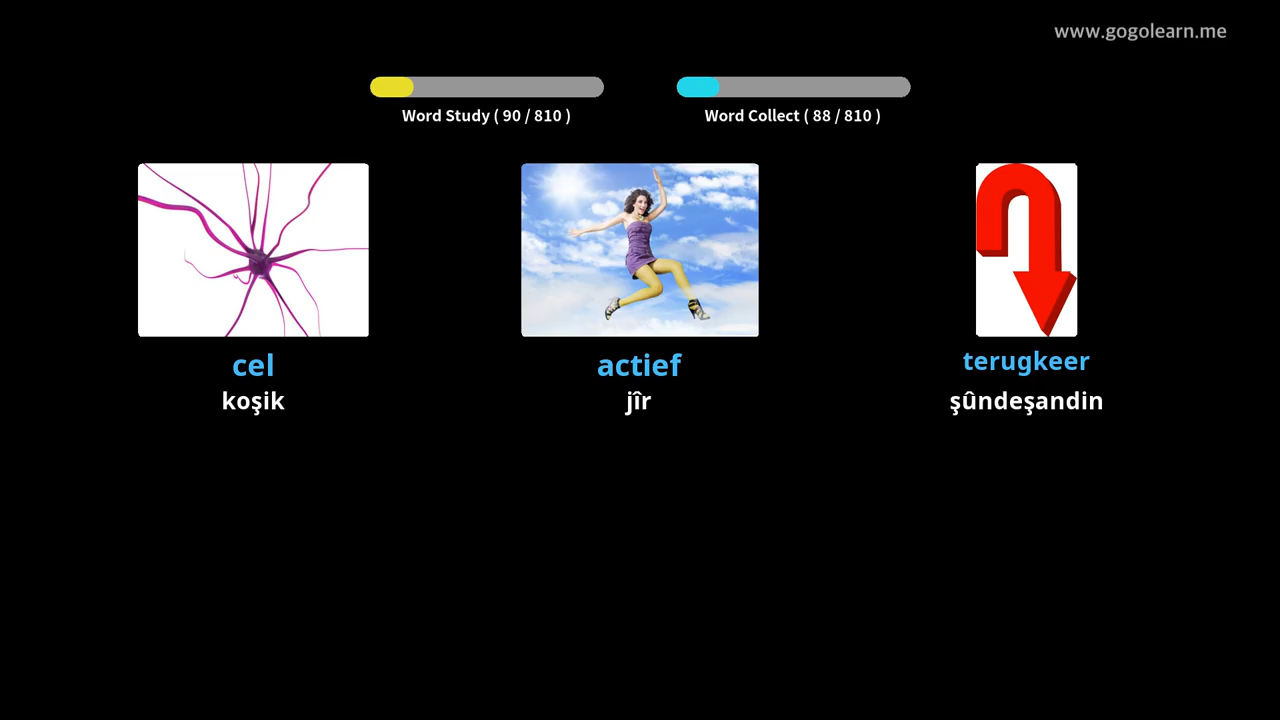 www.gogolearn.me
Word Study ( 90 / 810 )
Word Collect ( 88 / 810 )
cel
koşik
actief
jîr
terugkeer
şûndeşandin